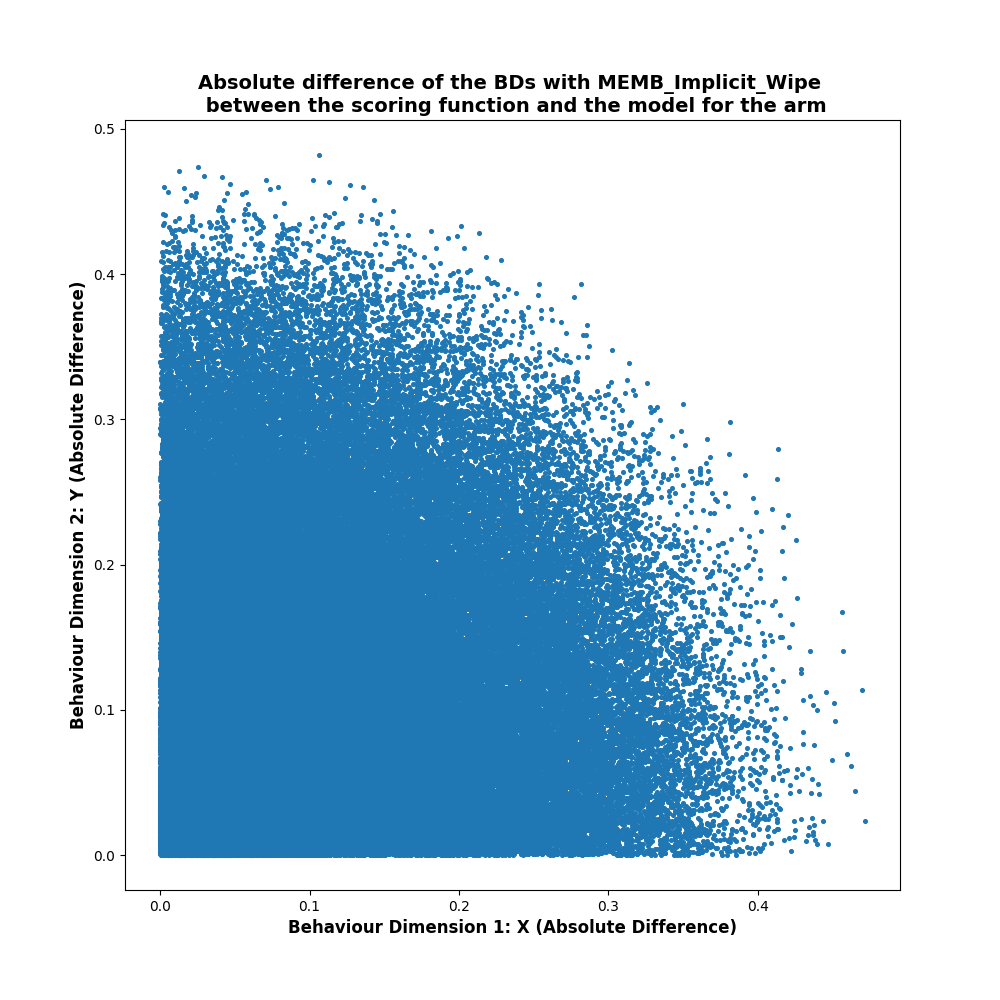 Absolute difference of the BDs with MEMB_Implicit_Wipe
between the scoring function and the model for the arm
0.5
0.4
0.3
0.2
0.1
0.0
Behaviour Dimension 2: Y (Absolute Difference)
0.0 0.1 0.2 0.3 0.4
Behaviour Dimension 1: X (Absolute Difference)